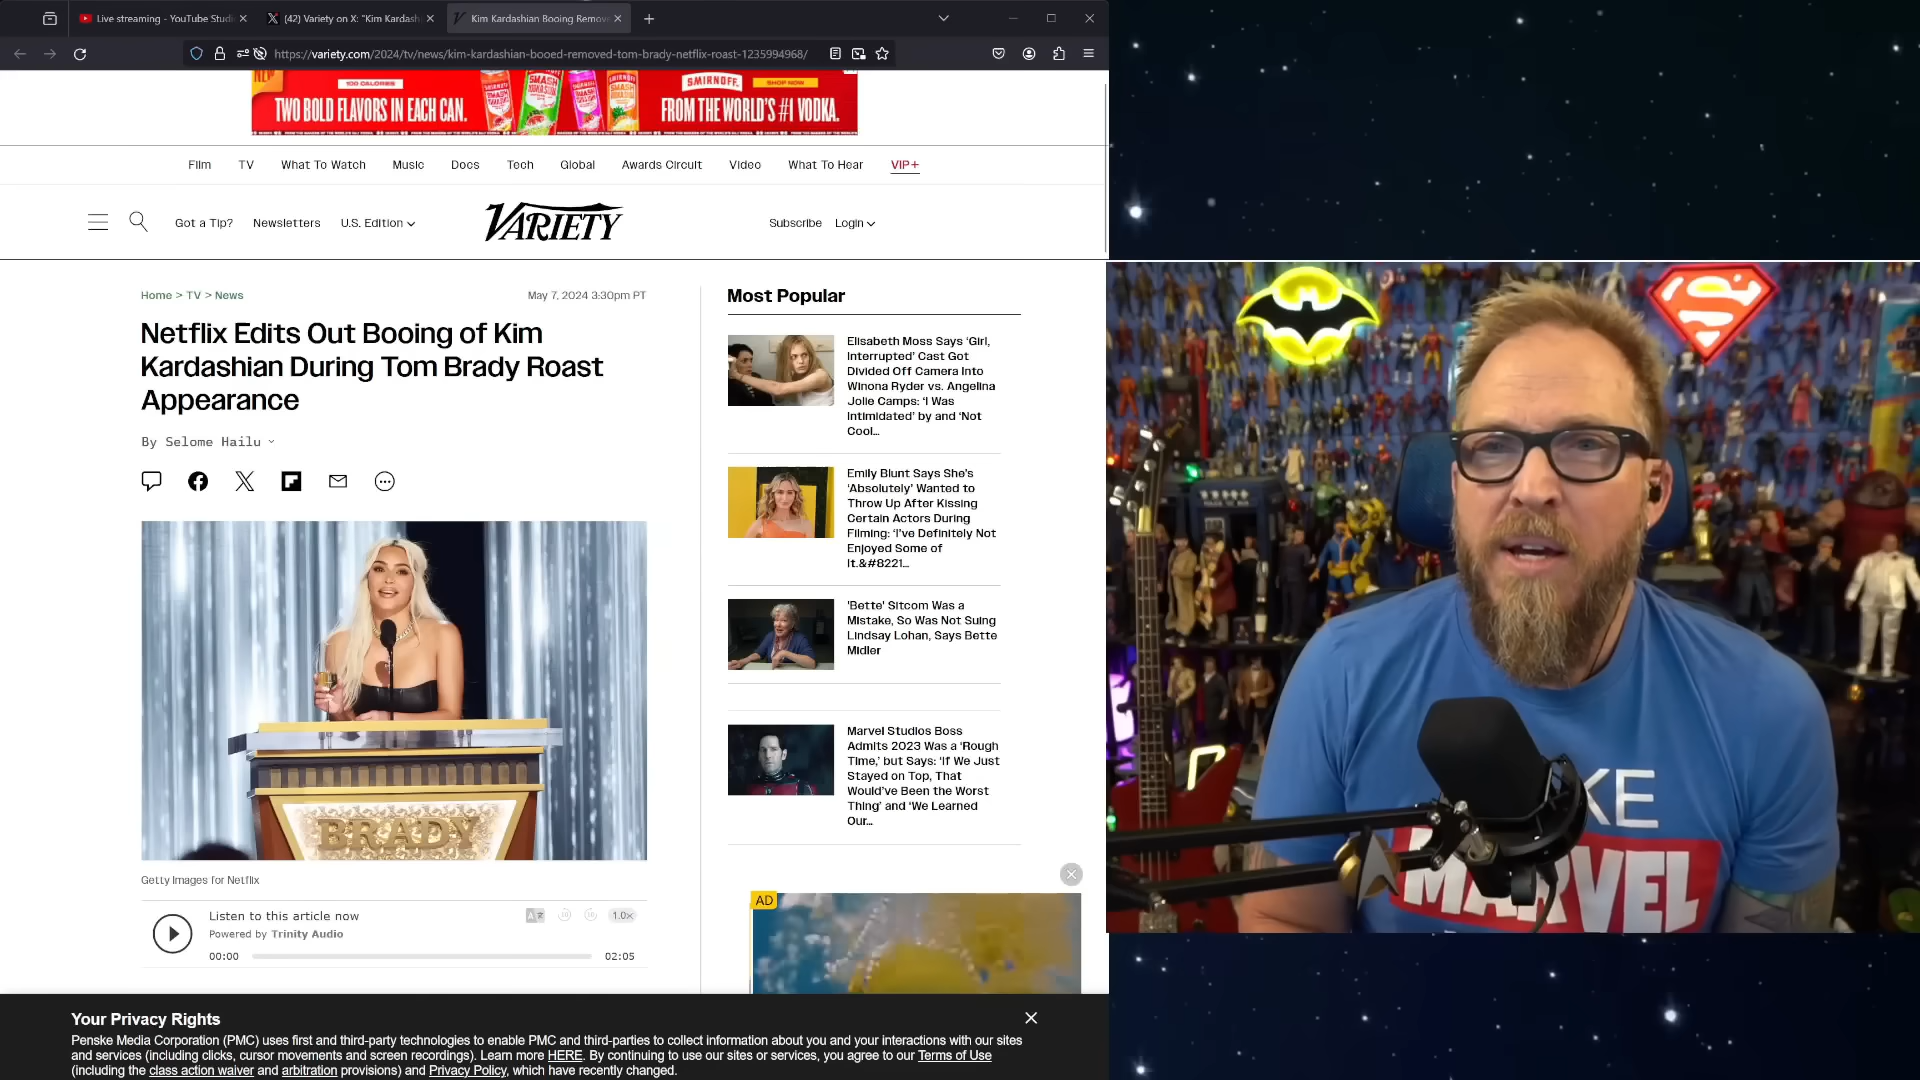 Live streaming - YouTube Studi
(42) Variety on X: "Kim Kardash
Kim Kardashian Booing Remov
https://variety.com/2024/tv/news/kim-kardashian-booed-removed-tom-brady-netflix-roast-1235994968/
NEW
100 CALORIES
SMIRNOFF.
SHOP NOW
TWO BOLD FLAVORS IN EACH CAN.
FROM THE WORLD'S #1 VODKA.
Film TV What To Watch Music Docs Tech Global Awards Circuit Video What To Hear VIP+
Got a Tip? Newsletters U.S. Edition VARIETY Subscribe Login
Home > TV > News
May 7, 2024 3:30pm PT
Netflix Edits Out Booing of Kim
Kardashian During Tom Brady Roast
Appearance
By Selome Hailu
BRADY
Getty Images for Netflix
Listen to this article now
1.0x
Powered by Trinity Audio
00:00
02:05
Most Popular
Elisabeth Moss Says ‘Girl,
Interrupted’ Cast Got
Divided Off Camera Into
Winona Ryder vs. Angelina
Jolie Camps: ‘I Was
Intimidated’ by and ‘Not
Cool…
Emily Blunt Says She’s
‘Absolutely’ Wanted to
Throw Up After Kissing
Certain Actors During
Filming: ‘I’ve Definitely Not
Enjoyed Some of
It.&#8221…
'Bette' Sitcom Was a
Mistake, So Was Not Suing
Lindsay Lohan, Says Bette
Midler
Marvel Studios Boss
Admits 2023 Was a ‘Rough
Time,’ but Says: ‘If We Just
Stayed on Top, That
Would’ve Been the Worst
Thing’ and ‘We Learned
Our…
AD
KE
MARVEL
Your Privacy Rights
Penske Media Corporation (PMC) uses first and third-party technologies to enable PMC and third-parties to collect information about you and your interactions with our sites
and services (including clicks, cursor movements and screen recordings). Learn more HERE. By continuing to use our sites or services, you agree to our Terms of Use
(including the class action waiver and arbitration provisions) and Privacy Policy, which have recently changed.